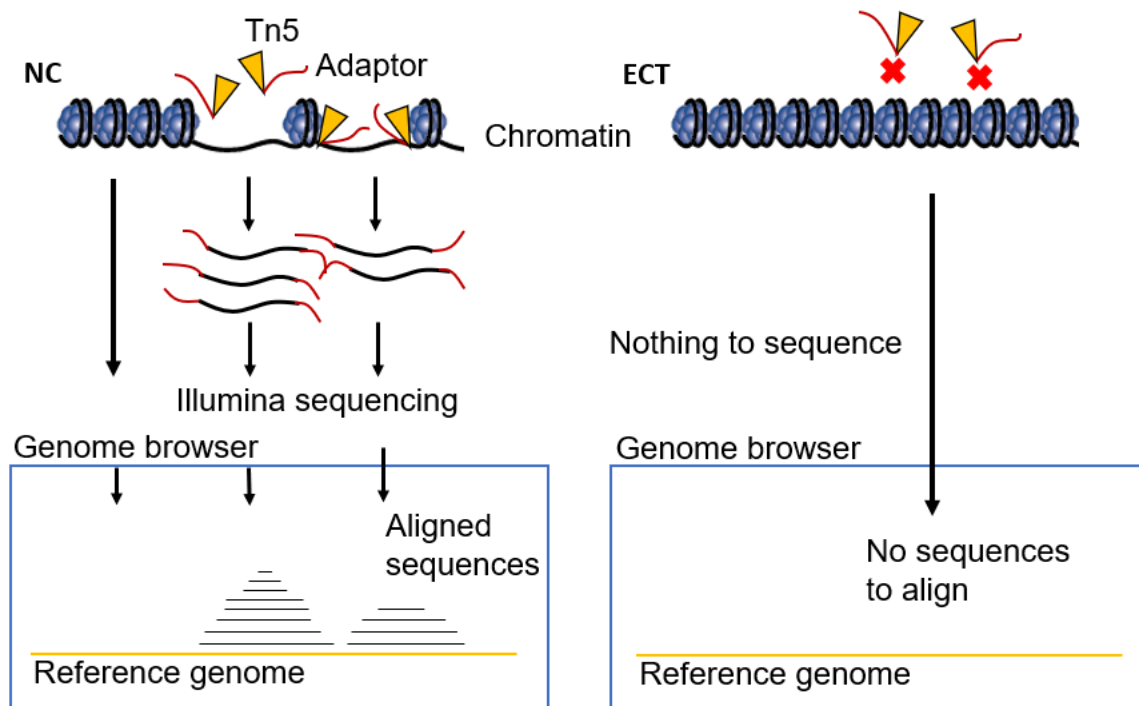 Tn5
NC
Adaptor
Chromatin
Illumina sequencing
Genome browser
Aligned
sequences
Reference genome
ECT
Nothing to sequence
Genome browser
No sequences
to align
Reference genome